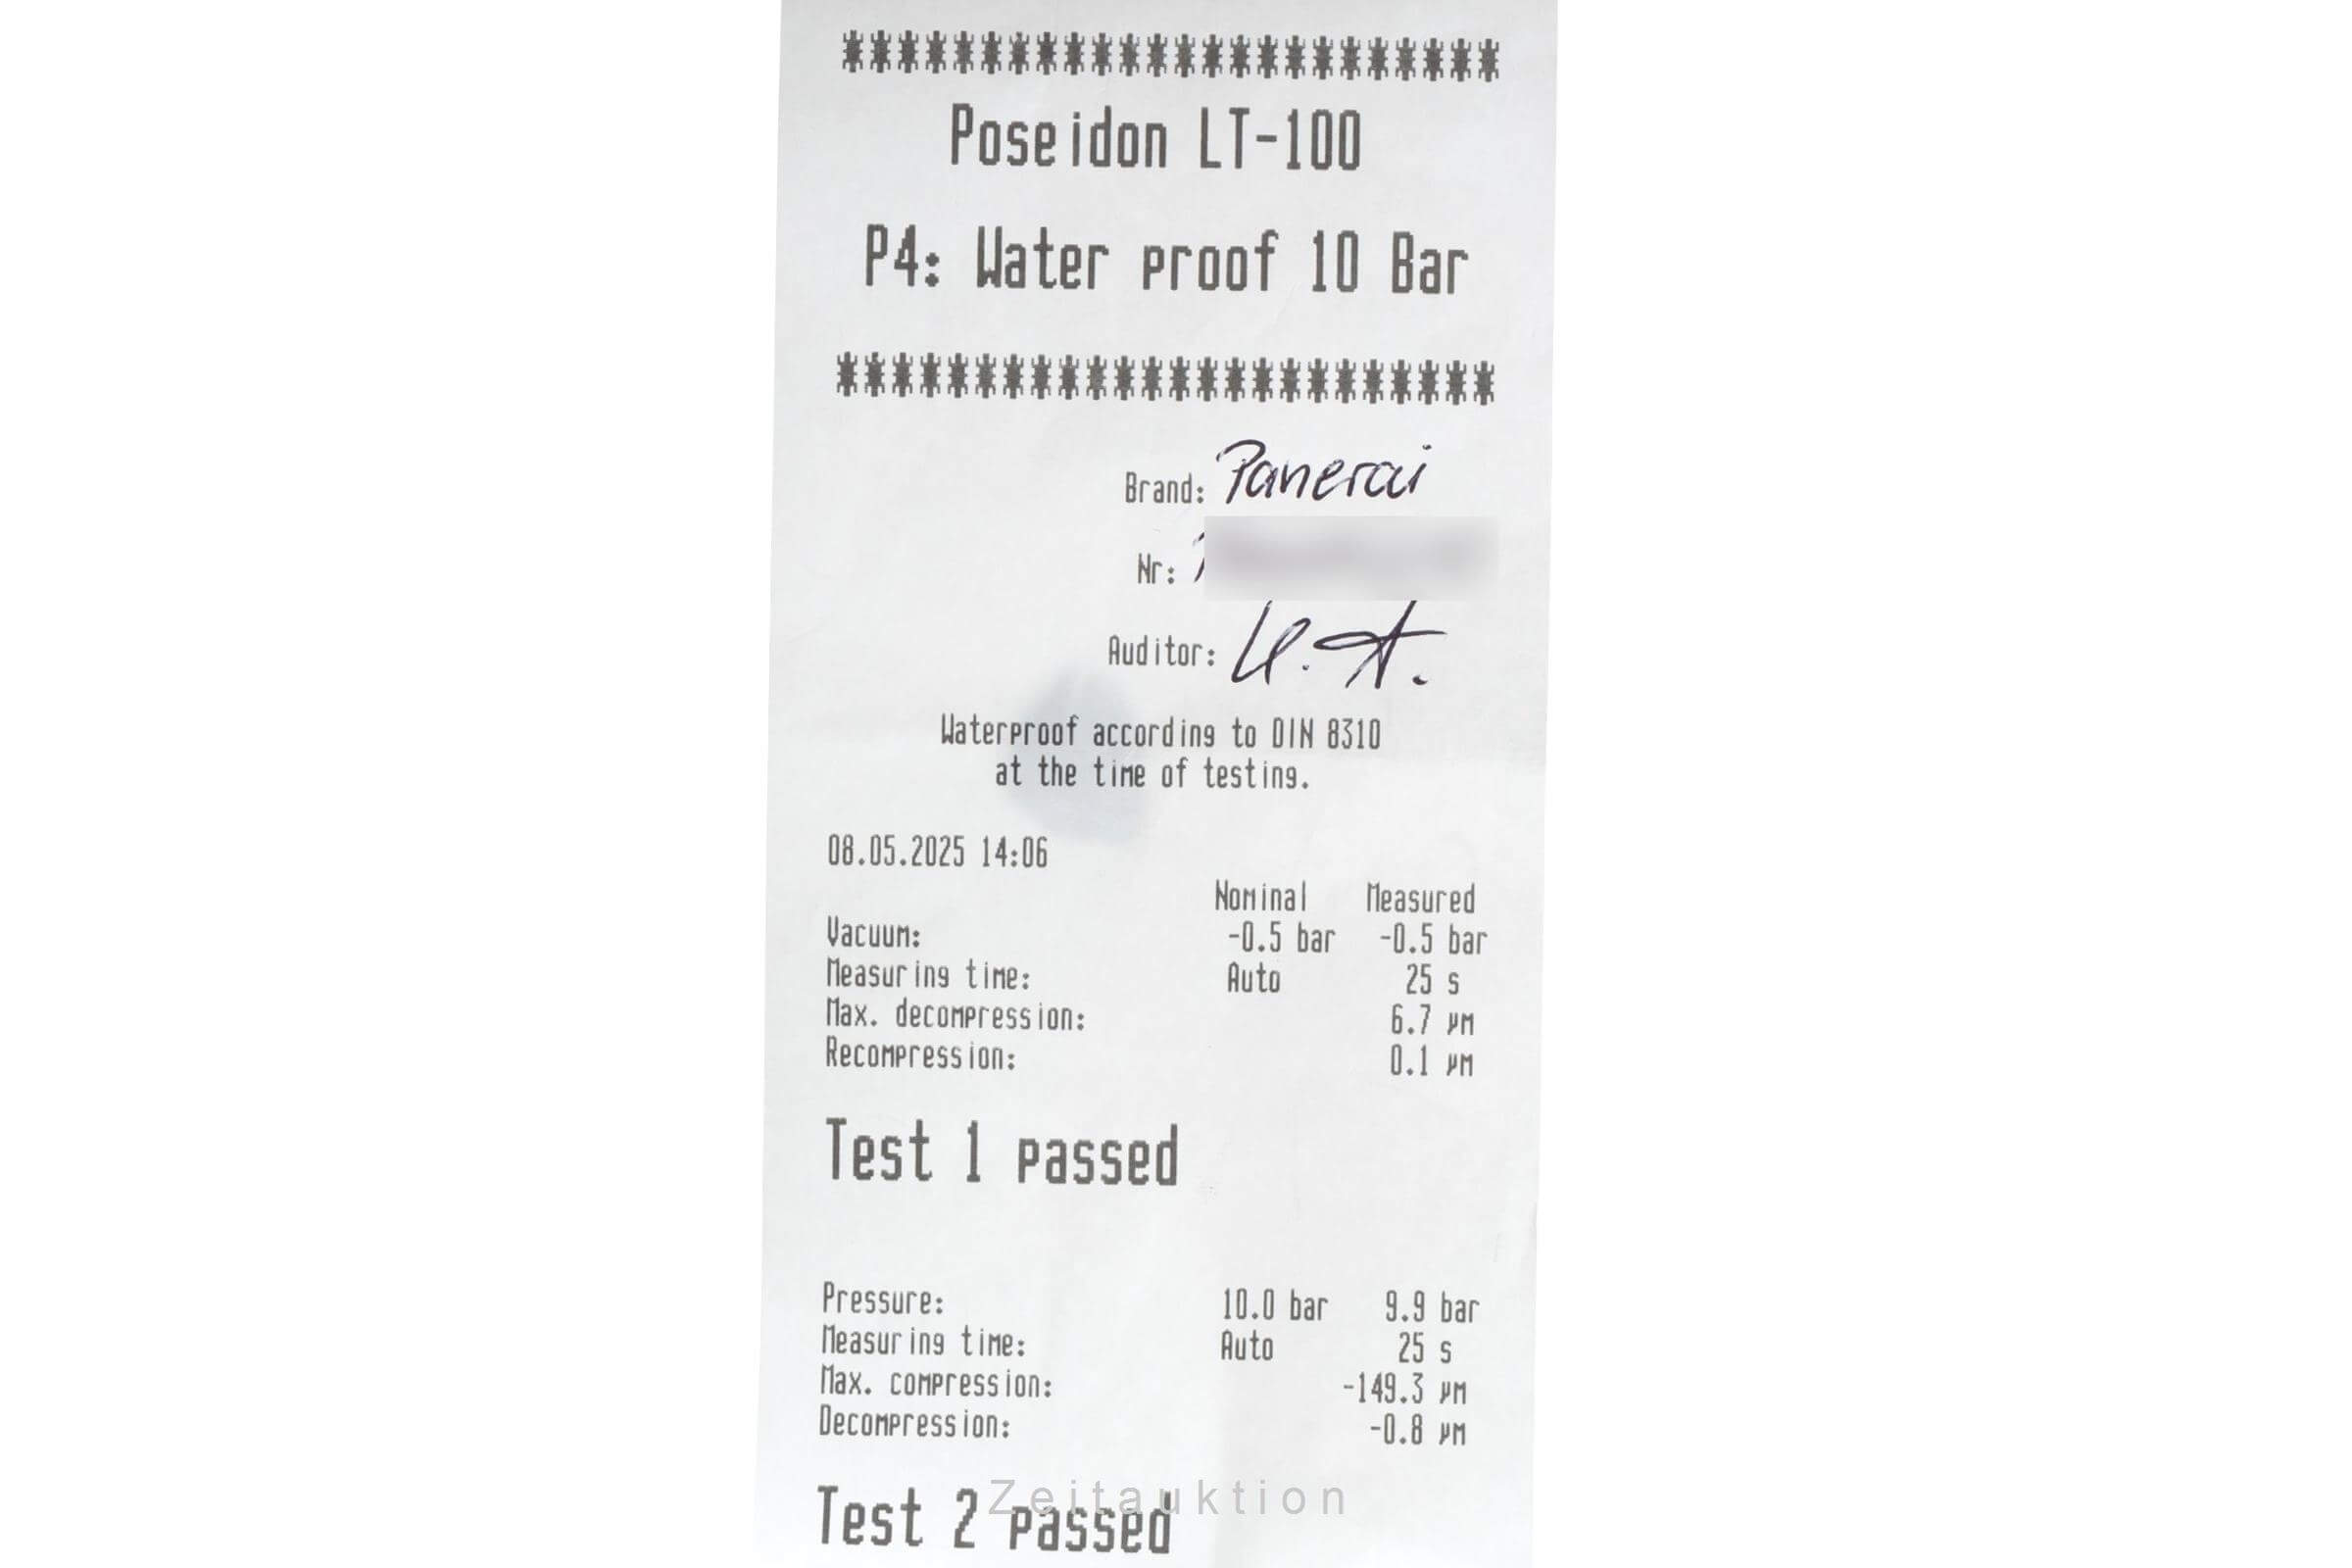 ************************
Poseidon LT-100
P4: Water proof 10 Bar
************************
Brand: Panerai
Nr:
Auditor:
Waterproof according to DIN 8310
at the time of testing.
08.05.2025 14:06
Nominal Measured
Vacuum: -0.5 bar -0.5 bar
Measuring time: Auto 25 s
Max. decompression: 6.7 µm
Recompression: 0.1 µm
Test 1 passed
Pressure: 10.0 bar 9.9 bar
Measuring time: Auto 25 s
Max. compression: -149.3 µm
Decompression: -0.8 µm
Test 2 passed
Zeitauktion